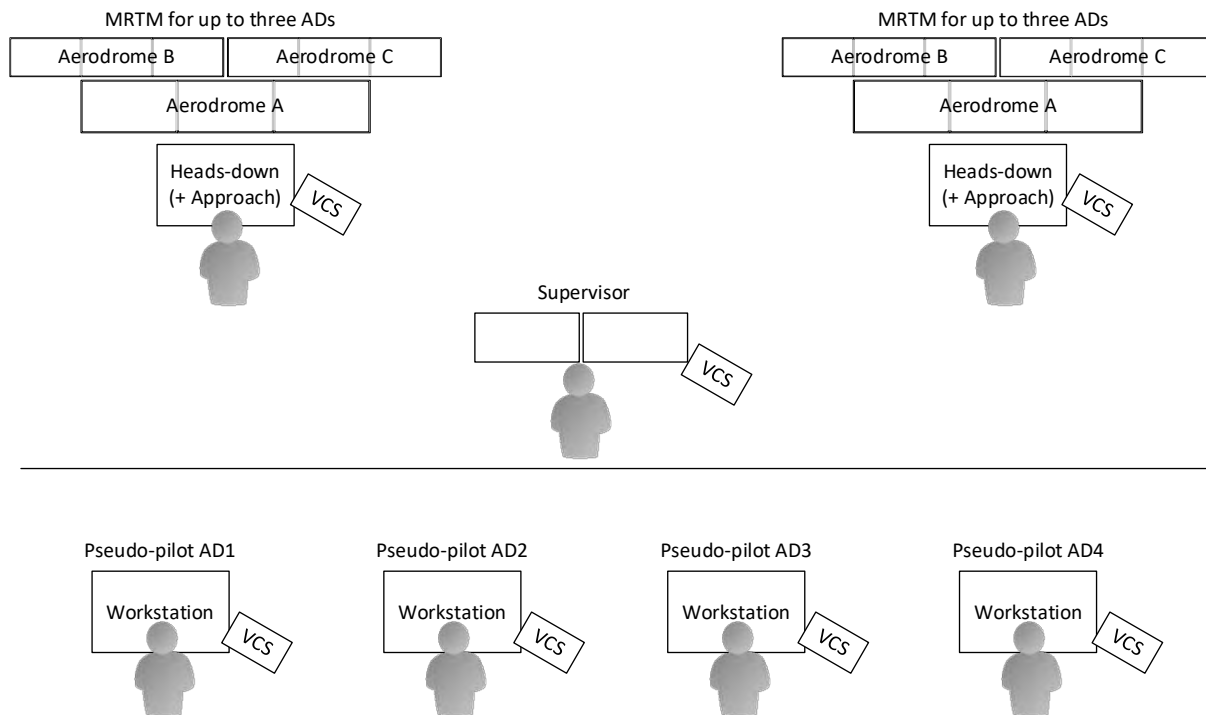 MRTM for up to three ADs
MRTM for up to three ADs
Aerodrome B
Aerodrome C
Aerodrome B
Aerodrome C
Aerodrome A
Aerodrome A
Heads-down
(+ Approach)
VCS
Heads-down
(+ Approach)
VCS
Supervisor
VCS
Pseudo-pilot AD1
Pseudo-pilot AD2
Pseudo-pilot AD3
Pseudo-pilot AD4
Workstation
VCS
Workstation
VCS
Workstation
VCS
Workstation
VCS